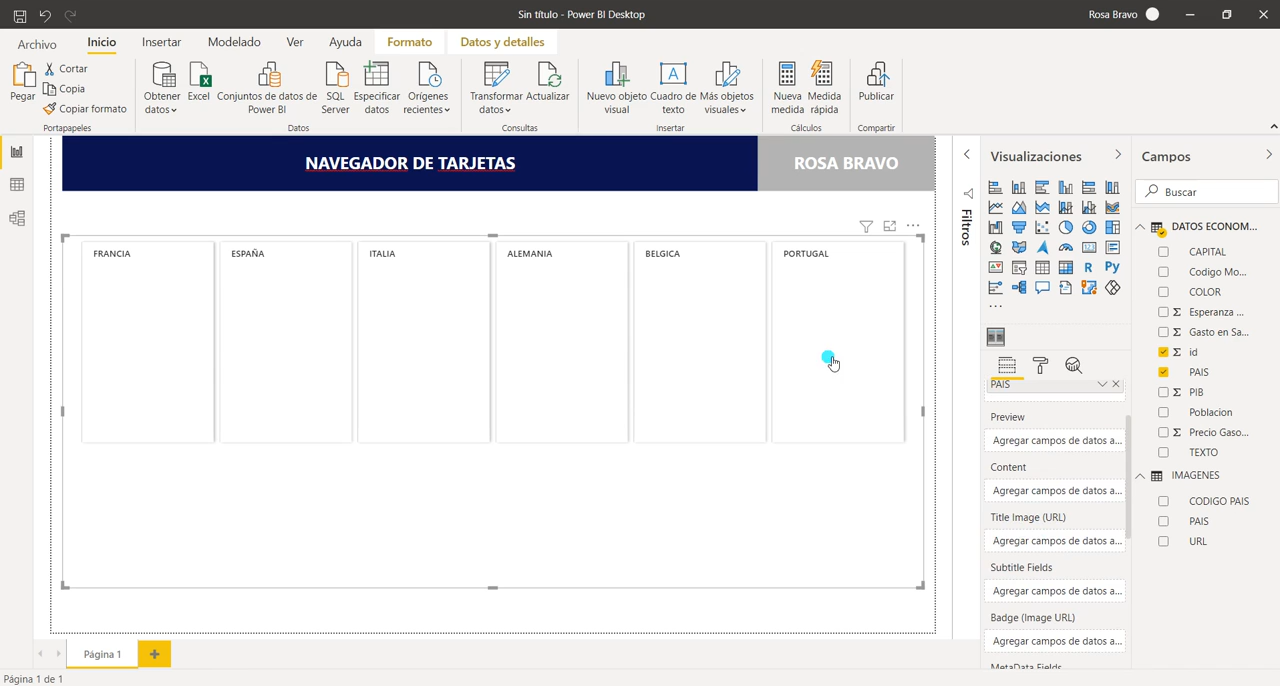 Sin título - Power BI Desktop
Rosa Bravo
Archivo
Inicio
Insertar
Modelado
Ver
Ayuda
Formato
Datos y detalles
Pegar
Cortar
Copia
Copiar formato
Portapapeles
Obtener datos
Excel
Conjuntos de datos de Power BI
SQL Server
Especificar datos
Orígenes recientes
Datos
Transformar datos
Actualizar
Consultas
Nuevo objeto visual
Cuadro de texto
A
Más objetos visuales
Insertar
Nueva medida
Medida rápida
Cálculos
Publicar
Compartir
NAVEGADOR DE TARJETAS
ROSA BRAVO
FRANCIA
ESPAÑA
ITALIA
ALEMANIA
BELGICA
PORTUGAL
Filtros
Visualizaciones
R
Py
PAIS
Preview
Agregar campos de datos a...
Content
Agregar campos de datos a...
Title Image (URL)
Agregar campos de datos a...
Subtitle Fields
Agregar campos de datos a...
Badge (Image URL)
Agregar campos de datos a...
MetaData Fields
Campos
Buscar
DATOS ECONOM...
CAPITAL
Codigo Mo...
COLOR
Σ Esperanza ...
Σ Gasto en Sa...
Σ id
PAIS
Σ PIB
Poblacion
Σ Precio Gaso...
TEXTO
IMAGENES
CODIGO PAIS
PAIS
URL
Página 1
Página 1 de 1